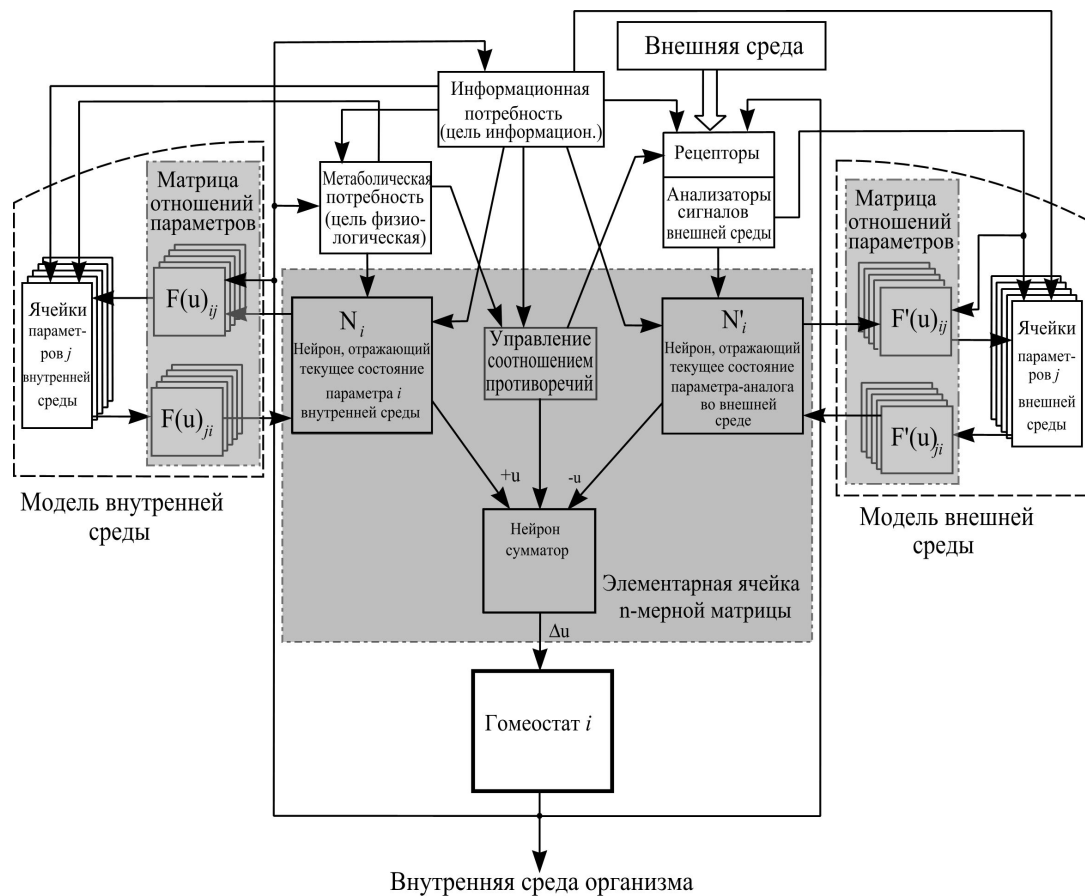 Внешняя среда
Информационная
потребность
(цель информацион.)
Рецепторы
Анализаторы
сигналов
внешней среды
Метаболическая
потребность
(цель физио-
логическая)
Матрица
отношений
параметров
F(u)ij
F(u)ji
Ячейки
парамет-
ров j
внутренней
среды
Модель внутренней
среды
Ni
Нейрон, отражающий
текущее состояние
параметра i
внутренней среды
Управление
соотношением
противоречий
N'i
Нейрон, отражающий
текущее состояние
параметра-аналога
во внешней
среде
Матрица
отношений
параметров
F'(u)ij
F'(u)ji
Ячейки
парамет-
ров j
внешней
среды
Модель внешней
среды
+u
-u
Нейрон
сумматор
Элементарная ячейка
n-мерной матрицы
Δu
Гомеостат i
Внутренняя среда организма